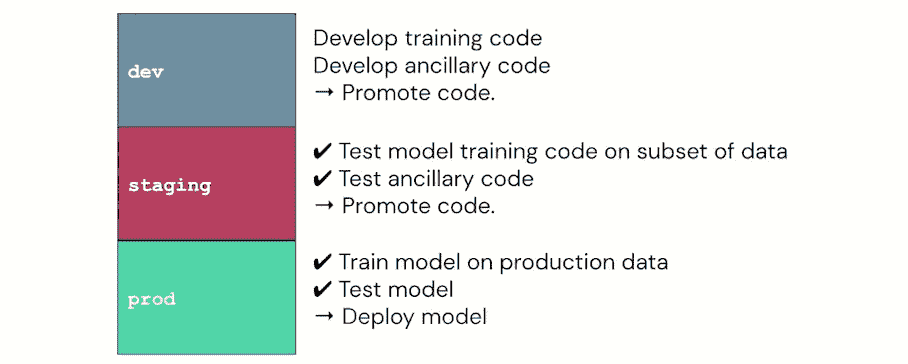 dev
Develop training code
Develop ancillary code
→ Promote code.
staging
✔ Test model training code on subset of data
✔ Test ancillary code
→ Promote code.
prod
✔ Train model on production data
✔ Test model
→ Deploy model